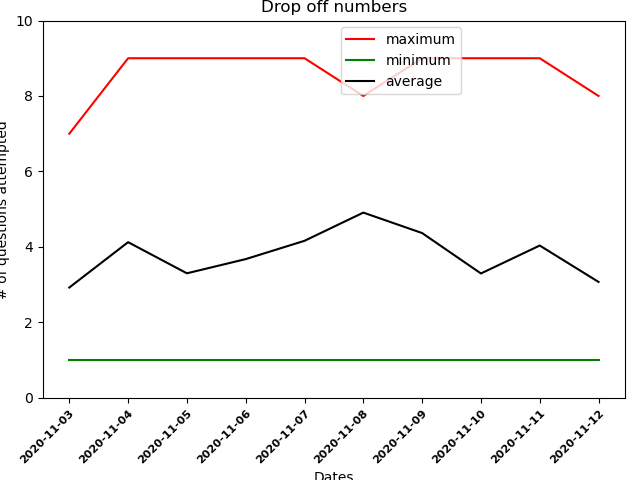 Drop off numbers
maximum
minimum
average
# of questions attempted
10
8
6
4
2
0
2020-11-03
2020-11-04
2020-11-05
2020-11-06
2020-11-07
2020-11-08
2020-11-09
2020-11-10
2020-11-11
2020-11-12
Dates